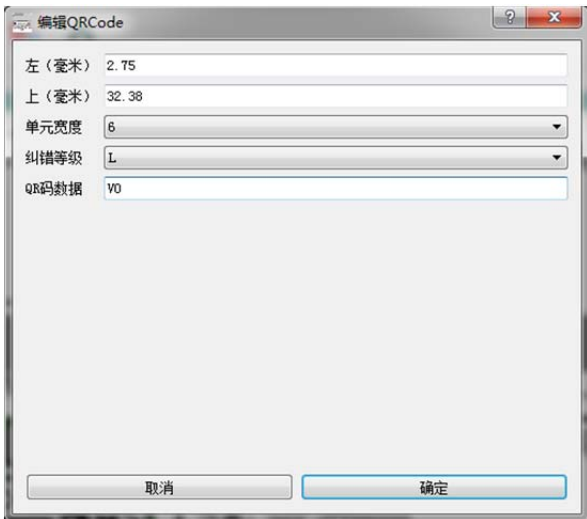 编辑QRCode
左（毫米） 2.75
上（毫米） 32.38
单元宽度 6
纠错等级 L
QR码数据 V0
取消 确定